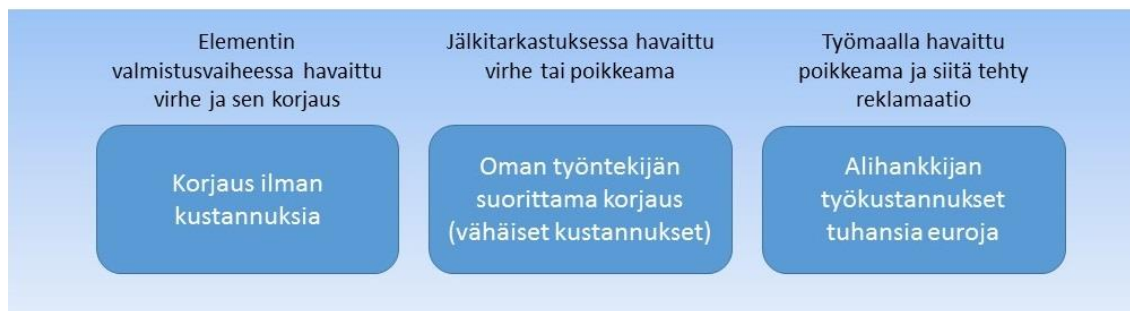 Elementin
valmistusvaiheessa havaittu
virhe ja sen korjaus
Korjaus ilman
kustannuksia
Jälkitarkastuksessa havaittu
virhe tai poikkeama
Oman työntekijän
suorittama korjaus
(vähäiset kustannukset)
Työmaalla havaittu
poikkeama ja siitä tehty
reklamaatio
Alihankkijan
työkustannukset
tuhansia euroja